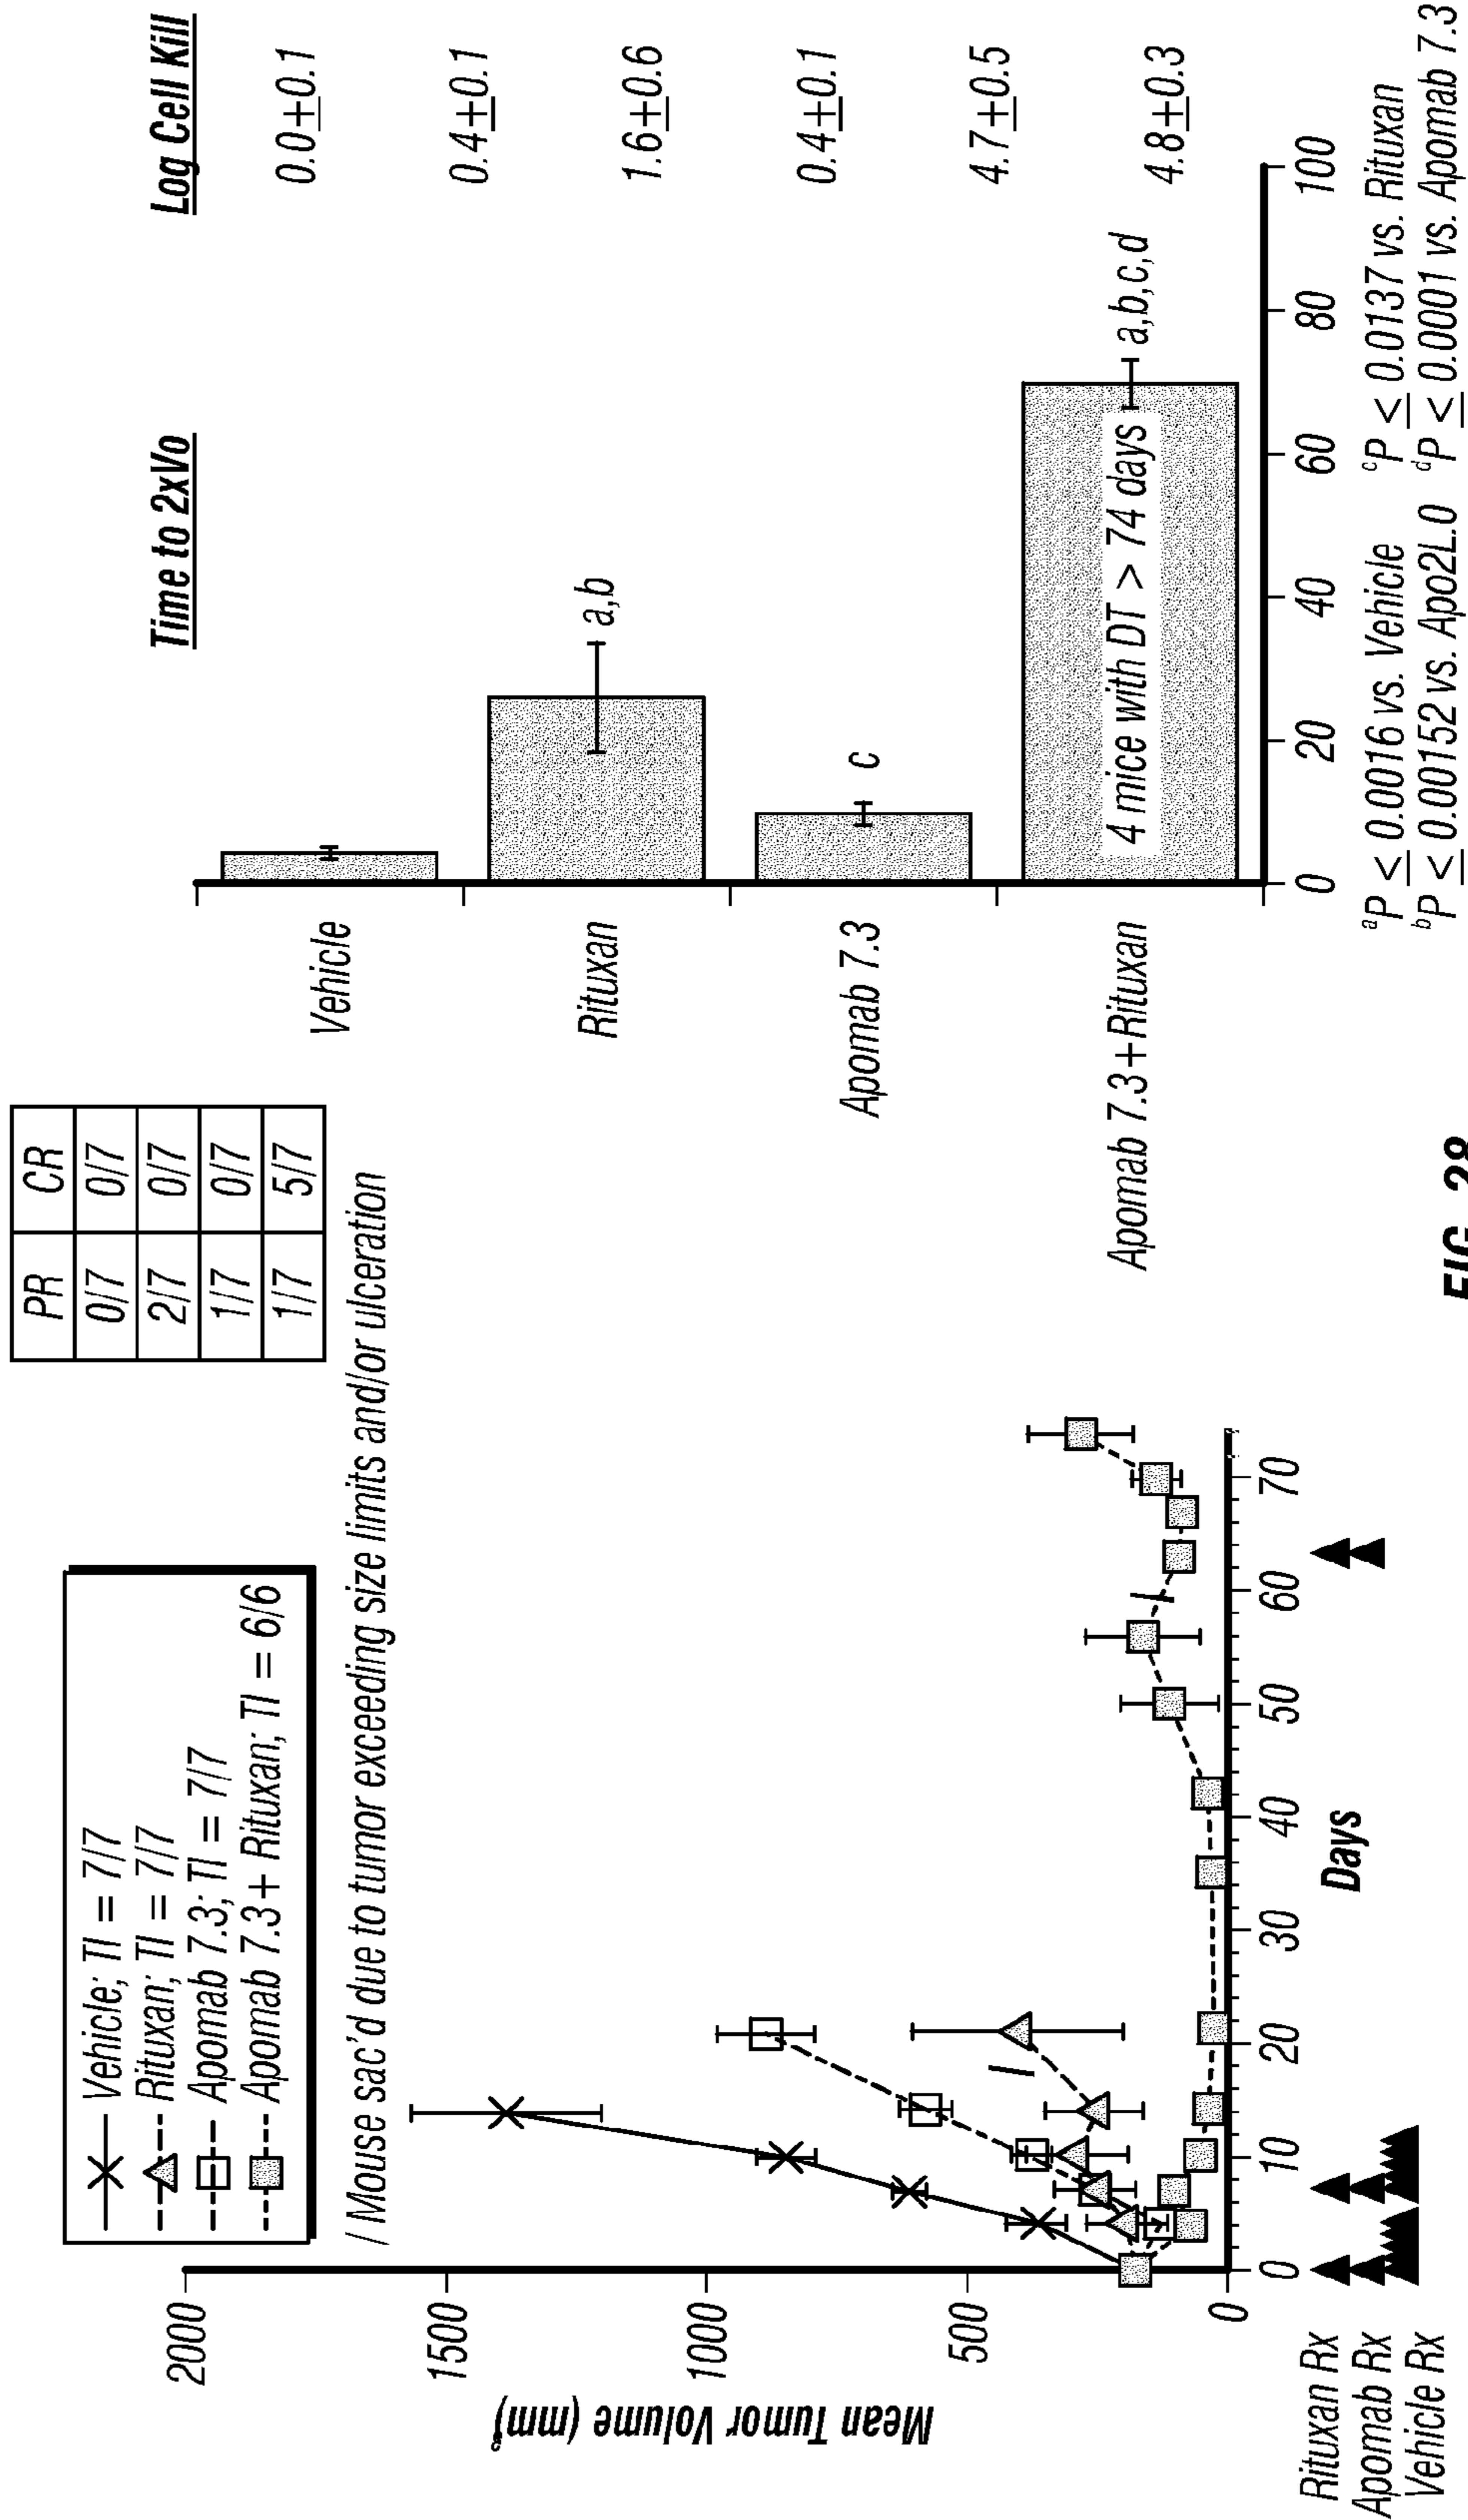 PR CR
0/7 0/7
2/7 0/7
1/7 0/7
1/7 5/7
Vehicle; TI = 7/7
Rituxan; TI = 7/7
Apomab 7.3; TI = 7/7
Apomab 7.3 + Rituxan; TI = 6/6
/ Mouse sac'd due to tumor exceeding size limits and/or ulceration
Mean Tumor Volume (mm³)
2000
1500
1000
500
0
0 10 20 30 40 50 60 70
Days
Rituxan Rx
Apomab Rx
Vehicle Rx
Time to 2xVo
Log Cell Kill
Vehicle
Rituxan
Apomab 7.3
Apomab 7.3+Rituxan
a,b
c
4 mice with DT > 74 days
a,b,c,d
0.0±0.1
0.4±0.1
1.6±0.6
0.4±0.1
4.7±0.5
4.8±0.3
0 20 40 60 80 100
ᵃP ≤ 0.0016 vs. Vehicle ᶜP ≤ 0.0137 vs. Rituxan
ᵇP ≤ 0.00152 vs. Apo2L.0 ᵈP ≤ 0.0001 vs. Apomab 7.3
FIG. 28